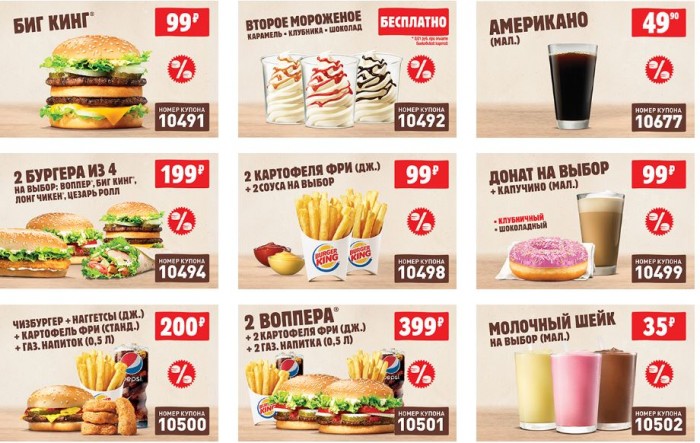 БИГ КИНГ®
99₽
НОМЕР КУПОНА
10491
ВТОРОЕ МОРОЖЕНОЕ
КАРАМЕЛЬ • КЛУБНИКА • ШОКОЛАД
БЕСПЛАТНО
НОМЕР КУПОНА
10492
АМЕРИКАНО
(МАЛ.)
49⁹⁰
НОМЕР КУПОНА
10677
2 БУРГЕРА ИЗ 4
НА ВЫБОР: ВОППЕР®, БИГ КИНГ®,
ЛОНГ ЧИКЕН®, ЦЕЗАРЬ РОЛЛ
199₽
НОМЕР КУПОНА
10494
2 КАРТОФЕЛЯ ФРИ (ДЖ.)
+ 2 СОУСА НА ВЫБОР
99₽
BURGER
KING
BURGER
KING
НОМЕР КУПОНА
10498
ДОНАТ НА ВЫБОР
+ КАПУЧИНО (МАЛ.)
99₽
• КЛУБНИЧНЫЙ
• ШОКОЛАДНЫЙ
НОМЕР КУПОНА
10499
ЧИЗБУРГЕР + НАГГЕТСЫ (ДЖ.)
+ КАРТОФЕЛЬ ФРИ (СТАНД.)
+ ГАЗ. НАПИТОК (0,5 Л)
200₽
pepsi
НОМЕР КУПОНА
10500
2 ВОППЕРА®
+ 2 КАРТОФЕЛЯ ФРИ (ДЖ.)
+ 2 ГАЗ. НАПИТКА (0,5 Л)
399₽
pepsi
НОМЕР КУПОНА
10501
МОЛОЧНЫЙ ШЕЙК
НА ВЫБОР (МАЛ.)
35₽
НОМЕР КУПОНА
10502